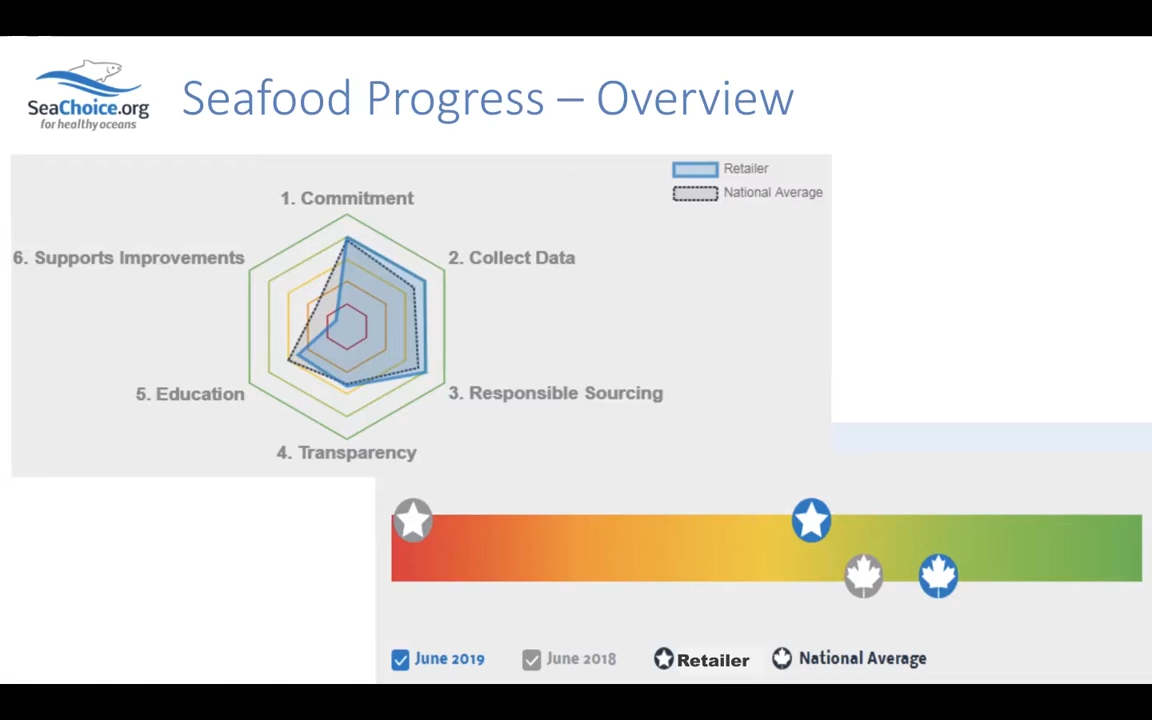 SeaChoice.org
for healthy oceans
Seafood Progress – Overview
Retailer
National Average
1. Commitment
6. Supports Improvements
2. Collect Data
5. Education
3. Responsible Sourcing
4. Transparency
June 2019
June 2018
Retailer
National Average